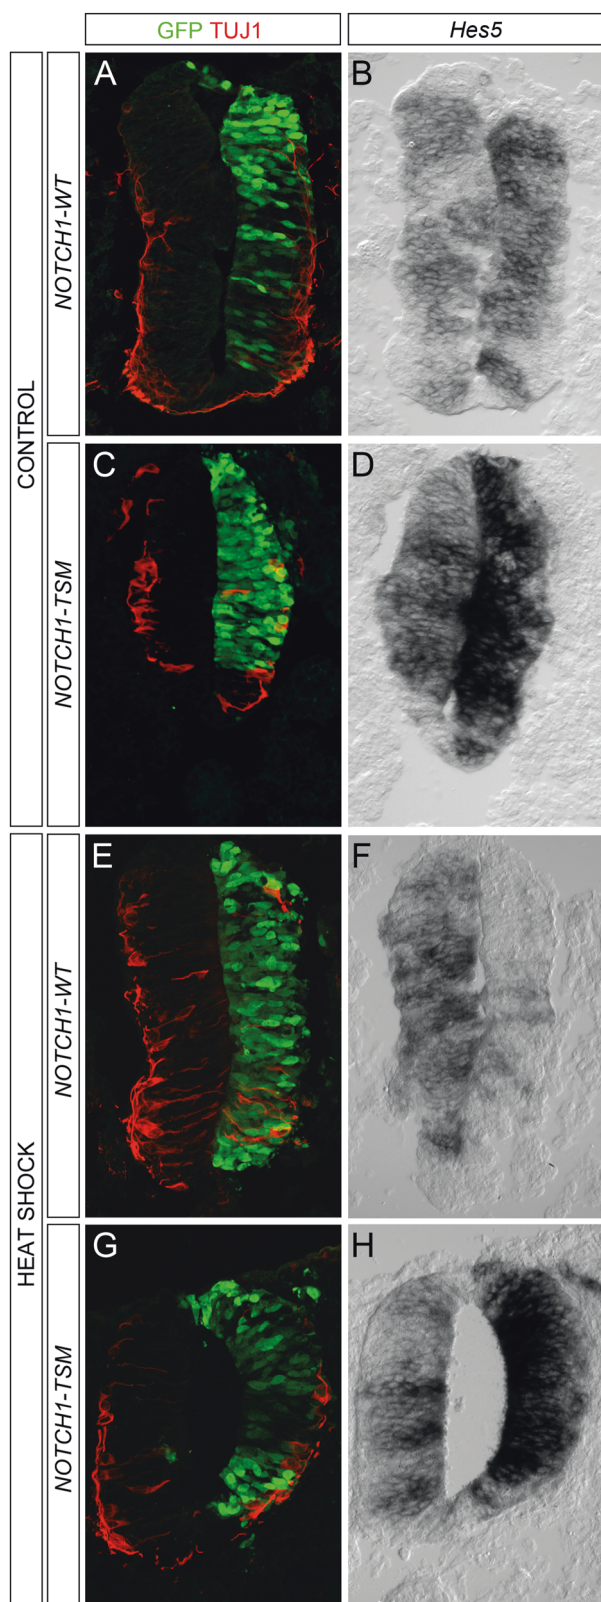 GFP TUJ1
Hes5
CONTROL
NOTCH1-WT
A
B
NOTCH1-TSM
C
D
HEAT SHOCK
NOTCH1-WT
E
F
NOTCH1-TSM
G
H